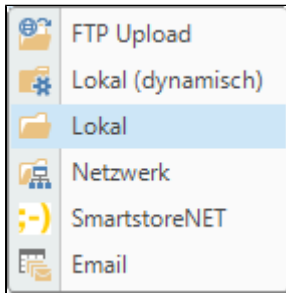 FTP Upload
Lokal (dynamisch)
Lokal
Netzwerk
;-) SmartstoreNET
Email